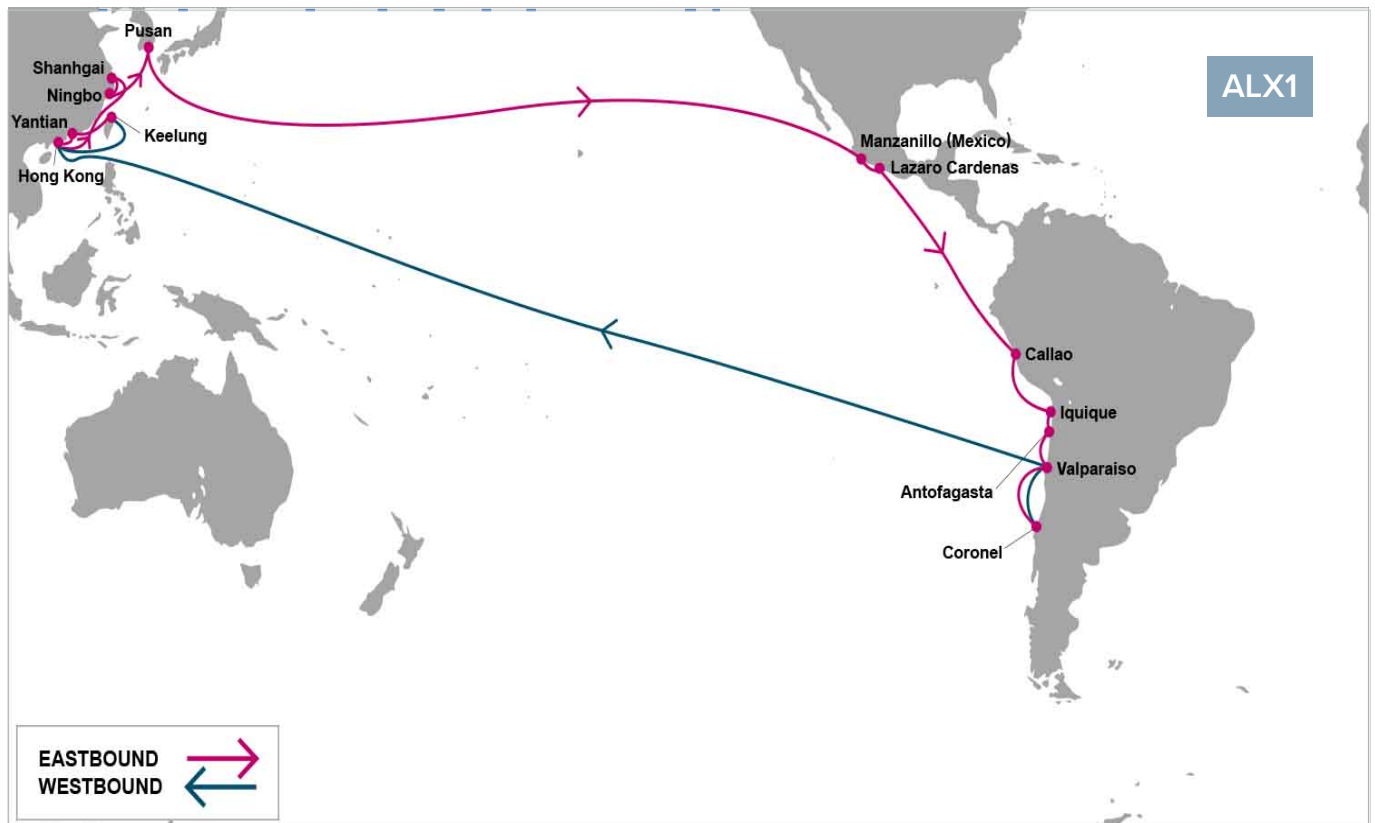 Pusan
Shanhgai
Ningbo
Yantian
Keelung
Hong Kong
ALX1
Manzanillo (Mexico)
Lazaro Cardenas
Callao
Iquique
Valparaiso
Antofagasta
Coronel
EASTBOUND
WESTBOUND